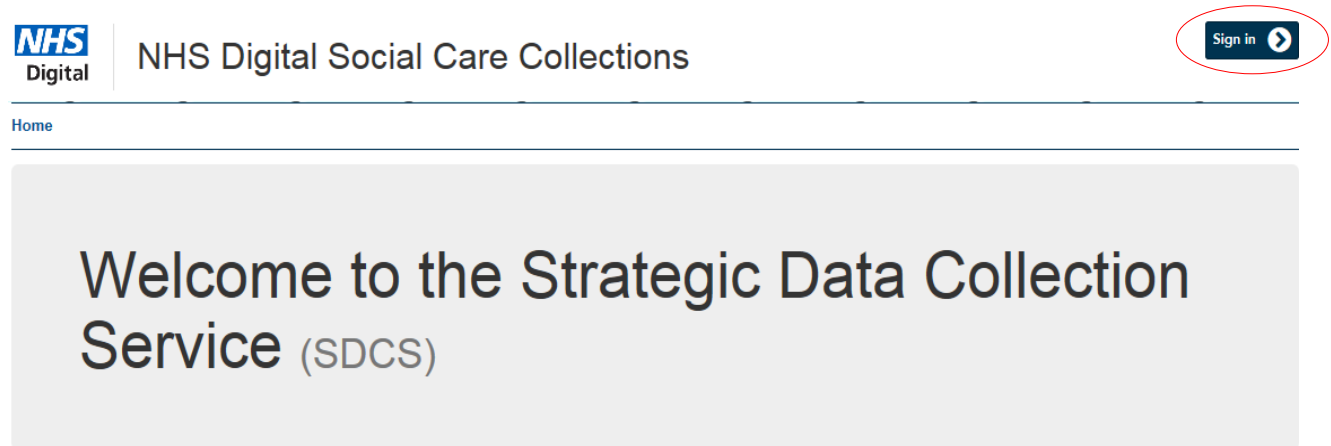 NHS
Digital
NHS Digital Social Care Collections
Sign in
Home
Welcome to the Strategic Data Collection
Service (SDCS)